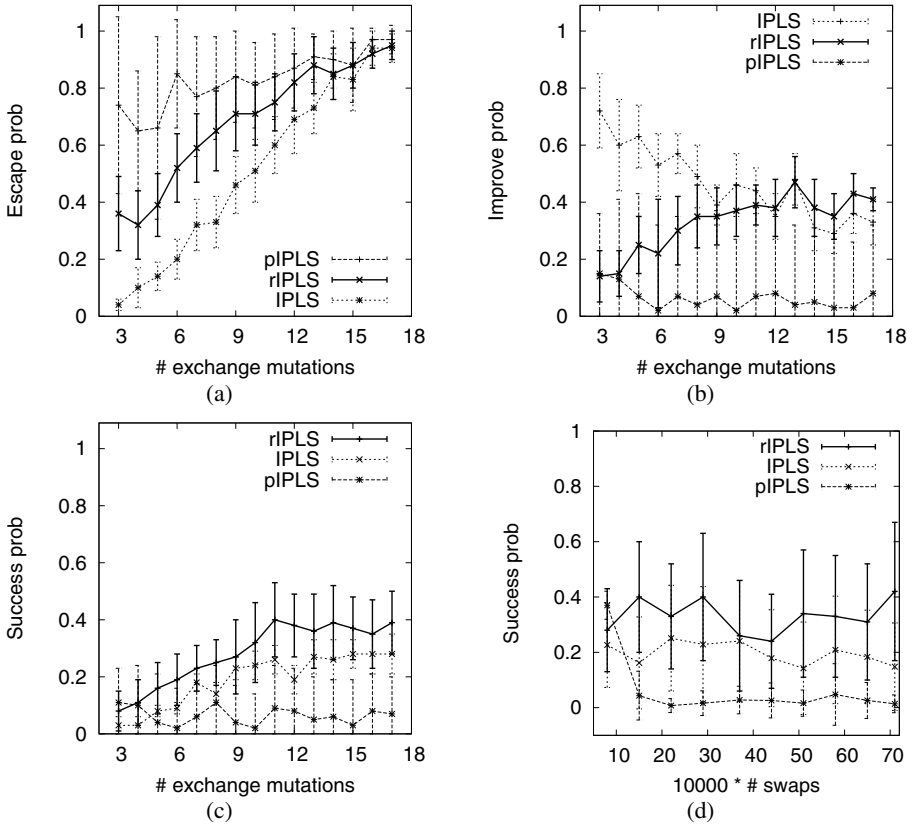 Escape prob
1
0.8
0.6
0.4
0.2
0
pIPLS
rIPLS
IPLS
3 6 9 12 15 18
# exchange mutations
(a)
Improve prob
1
0.8
0.6
0.4
0.2
0
IPLS
rIPLS
pIPLS
3 6 9 12 15 18
# exchange mutations
(b)
Success prob
1
0.8
0.6
0.4
0.2
0
rIPLS
IPLS
pIPLS
3 6 9 12 15 18
# exchange mutations
(c)
Success prob
1
0.8
0.6
0.4
0.2
0
rIPLS
IPLS
pIPLS
10 20 30 40 50 60 70
10000 * # swaps
(d)